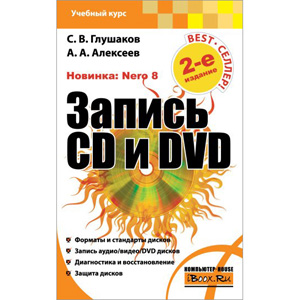 Учебный курс
С. В. Глушаков
А. А. Алексеев
BEST-СЕЛЛЕР!
2-е
издание
Новинка: Nero 8
Запись
CD и DVD
Форматы и стандарты дисков
Запись аудио/видео/DVD дисков
Диагностика и восстановление
Защита дисков
КОМПЬЮТЕР-HOUSE
iBoox.Ru